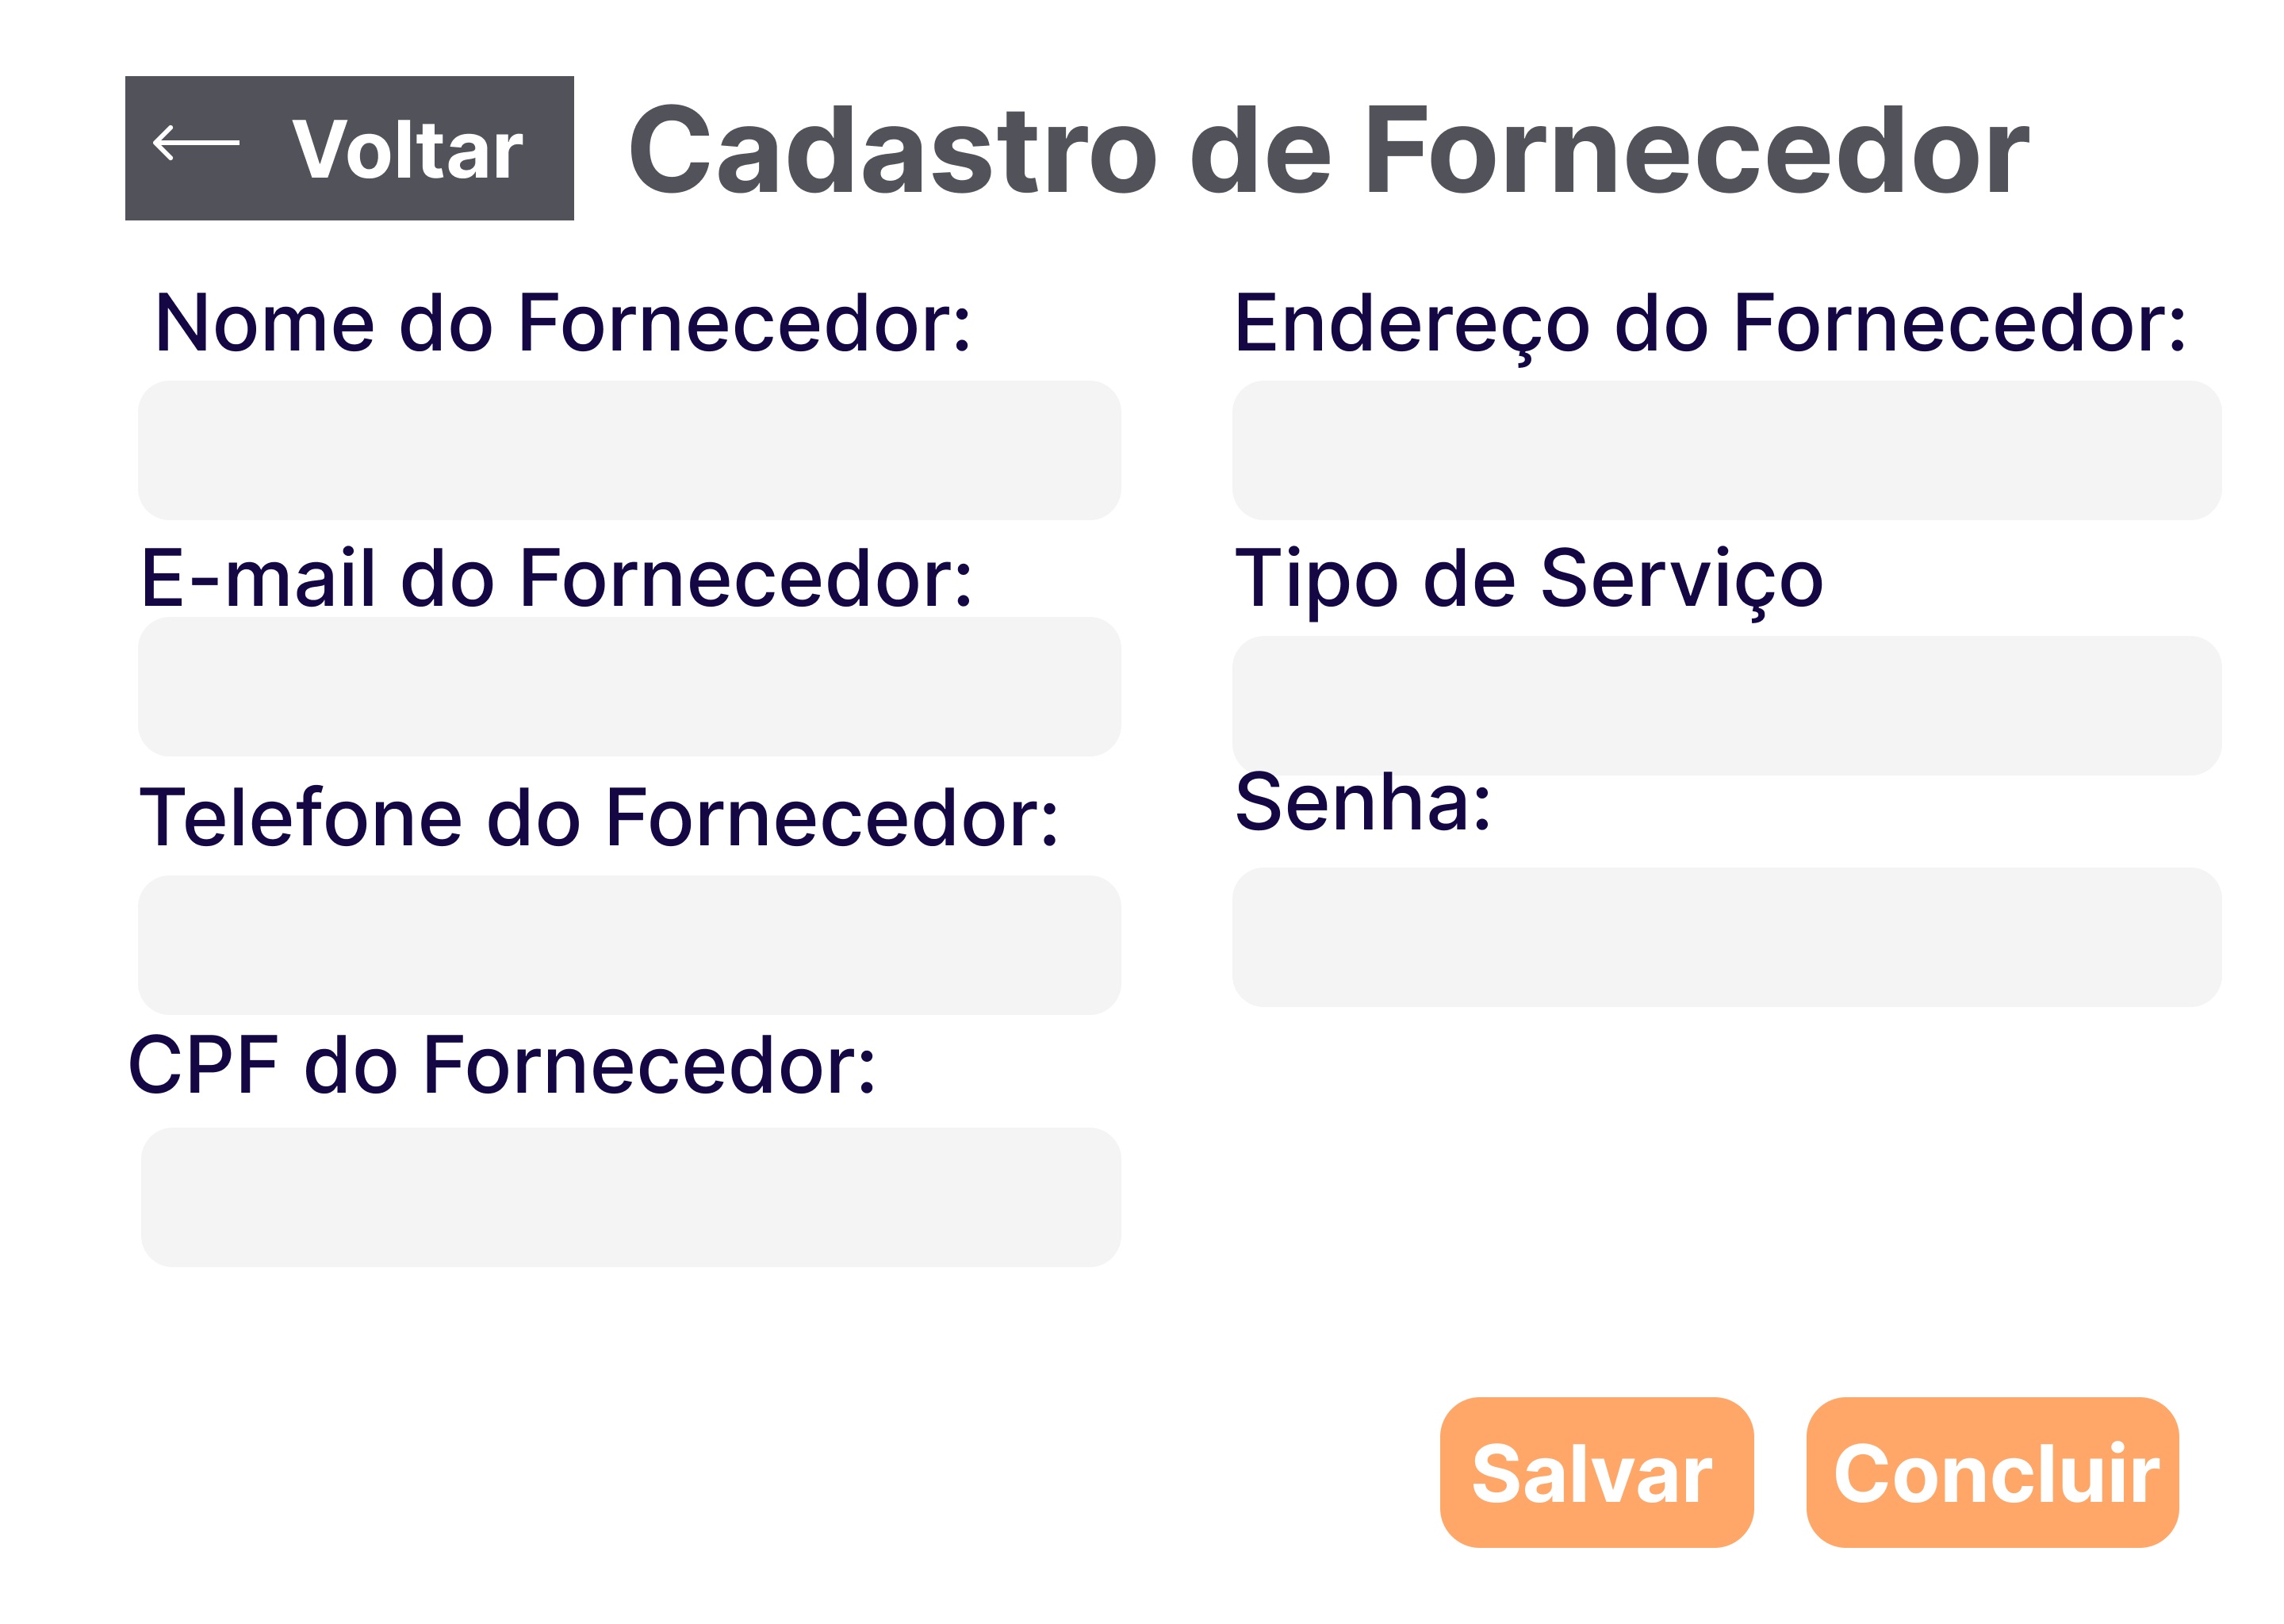 Voltar
Cadastro de Fornecedor
Nome do Fornecedor:
Endereço do Fornecedor:
E-mail do Fornecedor:
Tipo de Serviço
Telefone do Fornecedor:
Senha:
CPF do Fornecedor:
Salvar
Concluir